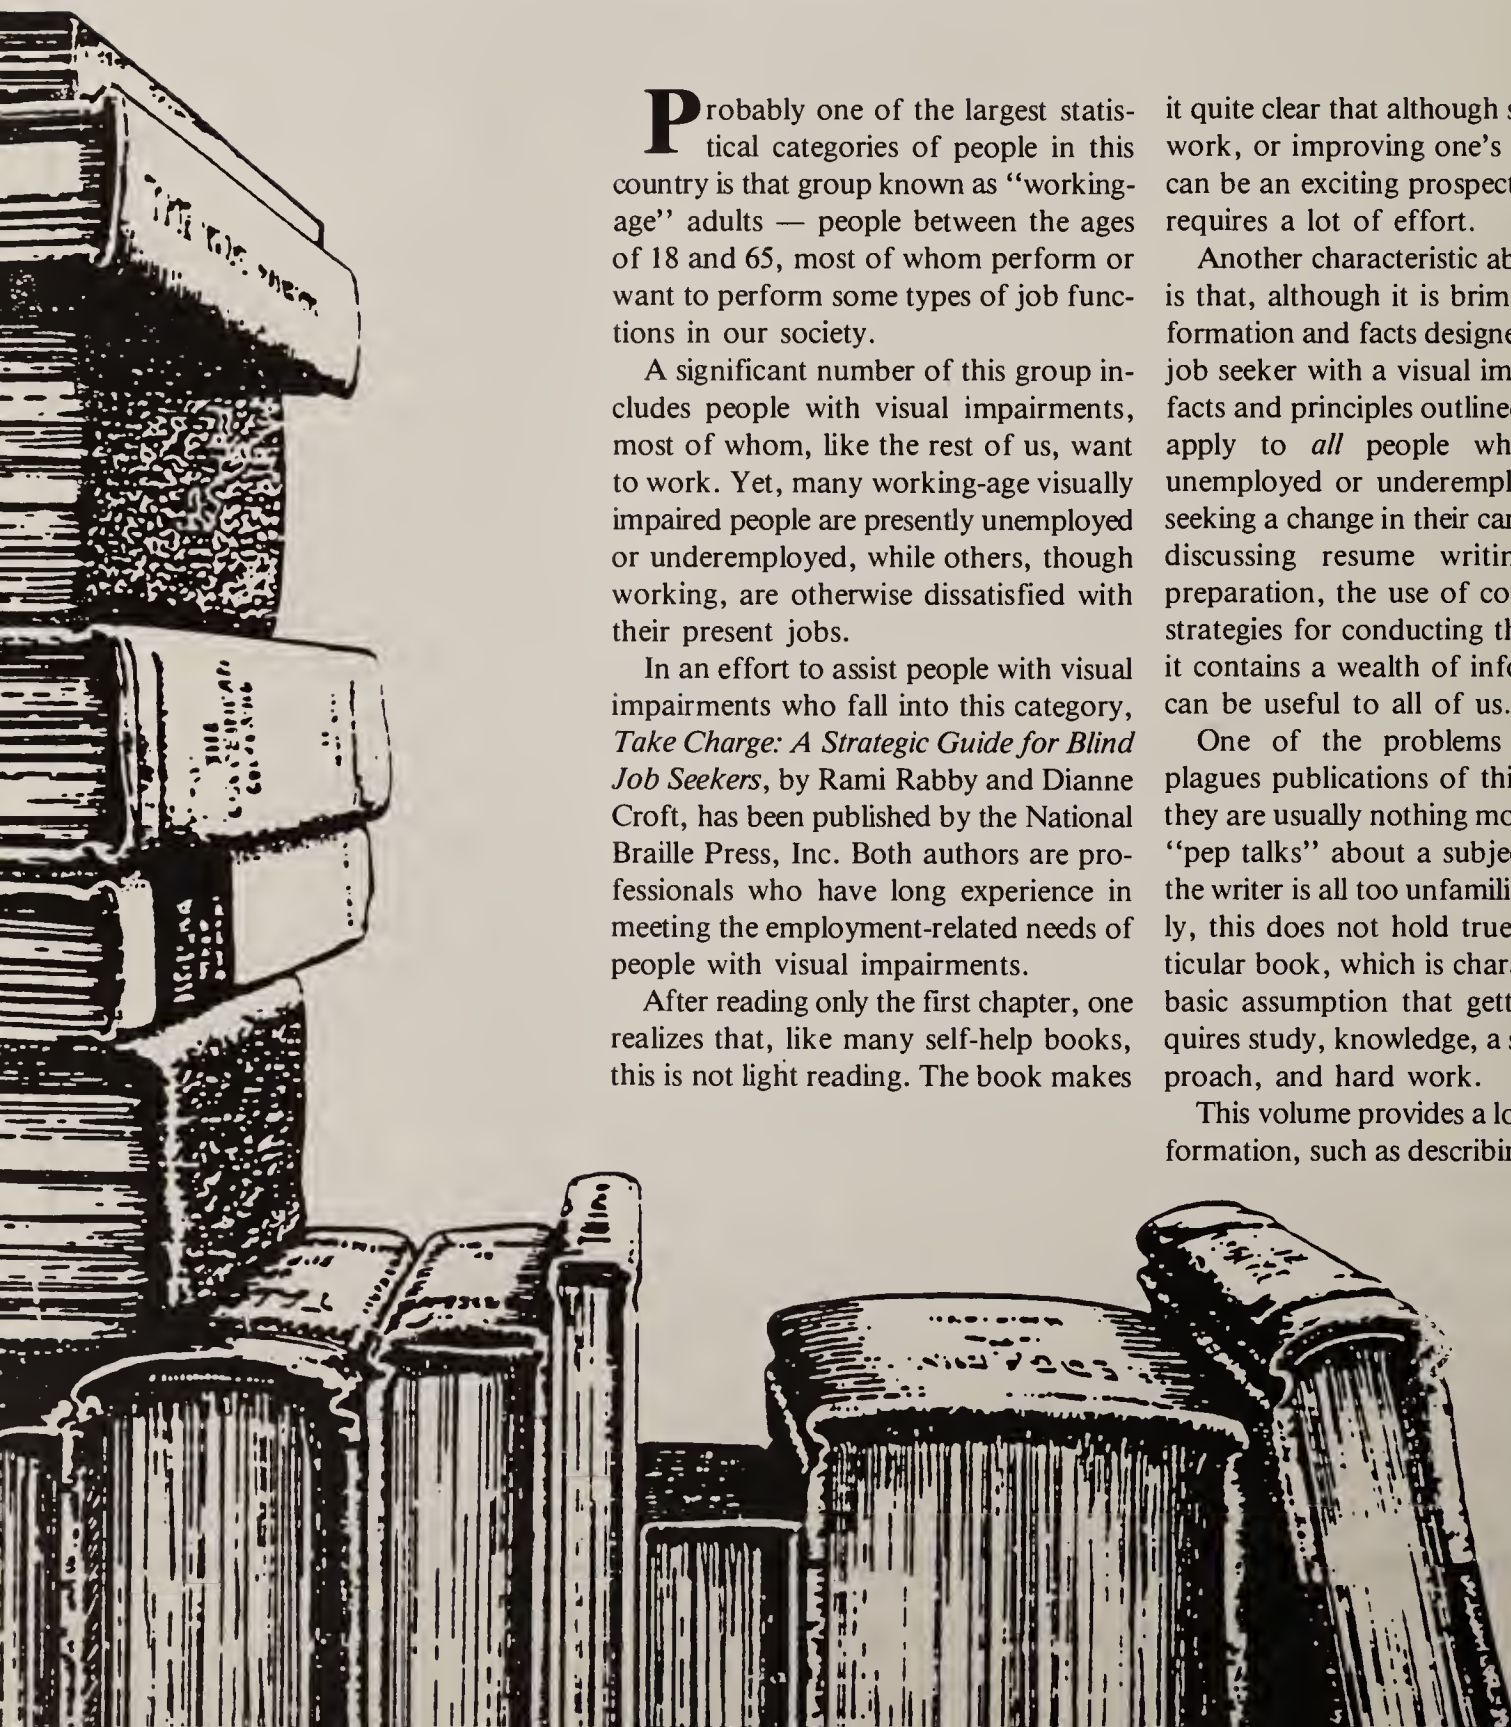 Probably one of the largest statis-
tical categories of people in this
country is that group known as “working-
age” adults — people between the ages
of 18 and 65, most of whom perform or
want to perform some types of job func-
tions in our society.
A significant number of this group in-
cludes people with visual impairments,
most of whom, like the rest of us, want
to work. Yet, many working-age visually
impaired people are presently unemployed
or underemployed, while others, though
working, are otherwise dissatisfied with
their present jobs.
In an effort to assist people with visual
impairments who fall into this category,
Take Charge: A Strategic Guide for Blind
Job Seekers, by Rami Rabby and Dianne
Croft, has been published by the National
Braille Press, Inc. Both authors are pro-
fessionals who have long experience in
meeting the employment-related needs of
people with visual impairments.
After reading only the first chapter, one
realizes that, like many self-help books,
this is not light reading. The book makes
it quite clear that although
work, or improving one’s
can be an exciting prospect
requires a lot of effort.
Another characteristic
is that, although it is
formation and facts
job seeker with a visual
facts and principles
apply to all people
unemployed or
seeking a change in their
discussing resume
preparation, the use of
strategies for conducting
it contains a wealth of
can be useful to all of us.
One of the problems
plagues publications of
they are usually nothing
“pep talks” about a
the writer is all too
ly, this does not hold true
ticular book, which is
basic assumption that
quires study, knowledge, a
proach, and hard work.
This volume provides a
formation, such as